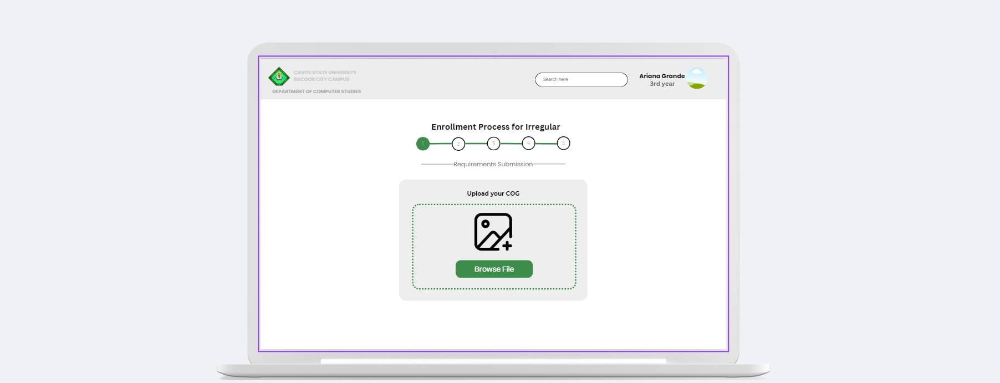 CAVITE STATE UNIVERSITY
BACOOR CITY CAMPUS
DEPARTMENT OF COMPUTER STUDIES
Search here
Ariana Grande
3rd year
Enrollment Process for Irregular
1 2 3 4 5
Requirements Submission
Upload your COG
Browse File